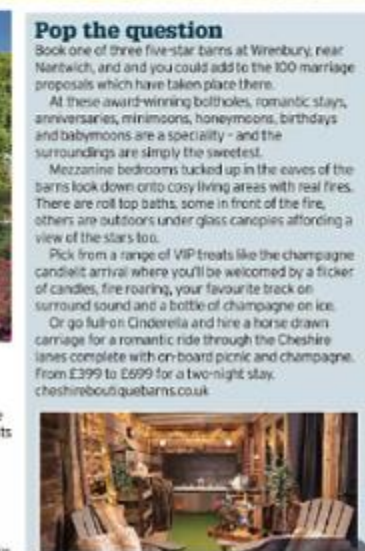 Pop the question
Book one of three five-star barns at Wrenbury, near
Nantwich, and and you could add to the 100 marriage
proposals which have taken place there.
At these award-winning boltholes, romantic stays,
anniversaries, minimoons, honeymoons, birthdays
and babymoons are a speciality - and the
surroundings are simply the sweetest.
Mezzanine bedrooms tucked up in the eaves of the
barns look down onto cosy living areas with real fires.
There are roll top baths, some in front of the fire,
others are outdoors under glass canopies affording a
view of the stars too.
Pick from a range of VIP treats like the champagne
candlelit arrival where you'll be welcomed by a flicker
of candles, fire roaring, your favourite track on
surround sound and a bottle of champagne on ice.
Or go full-on Cinderella and hire a horse drawn
carriage for a romantic ride through the Cheshire
lanes complete with on-board picnic and champagne.
From £399 to £699 for a two-night stay.
cheshireboutiquebarns.co.uk